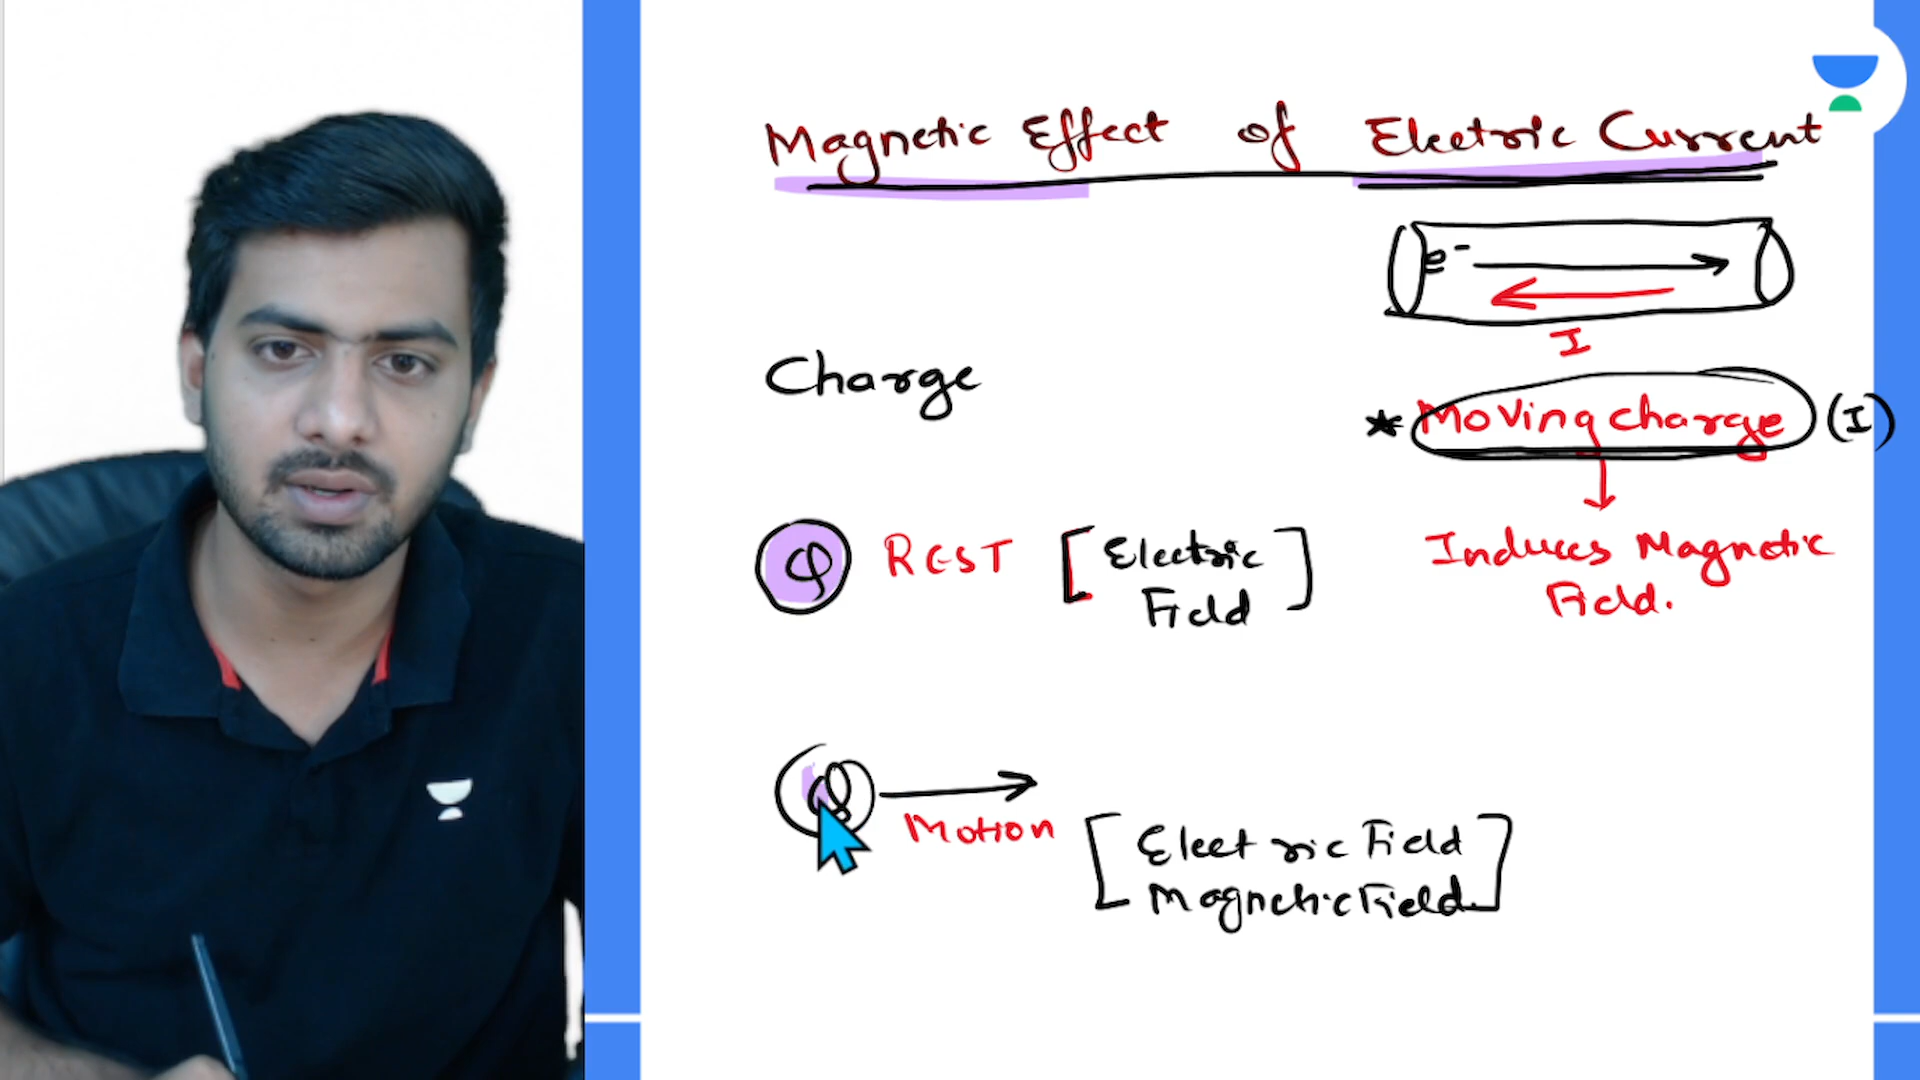 Magnetic Effect of Electric Current
e-
I
Charge
* Moving charge (I)
Q REST [Electric Field]
Induces Magnetic
Field.
Q
Motion
[Electric Field
Magnetic Field.]